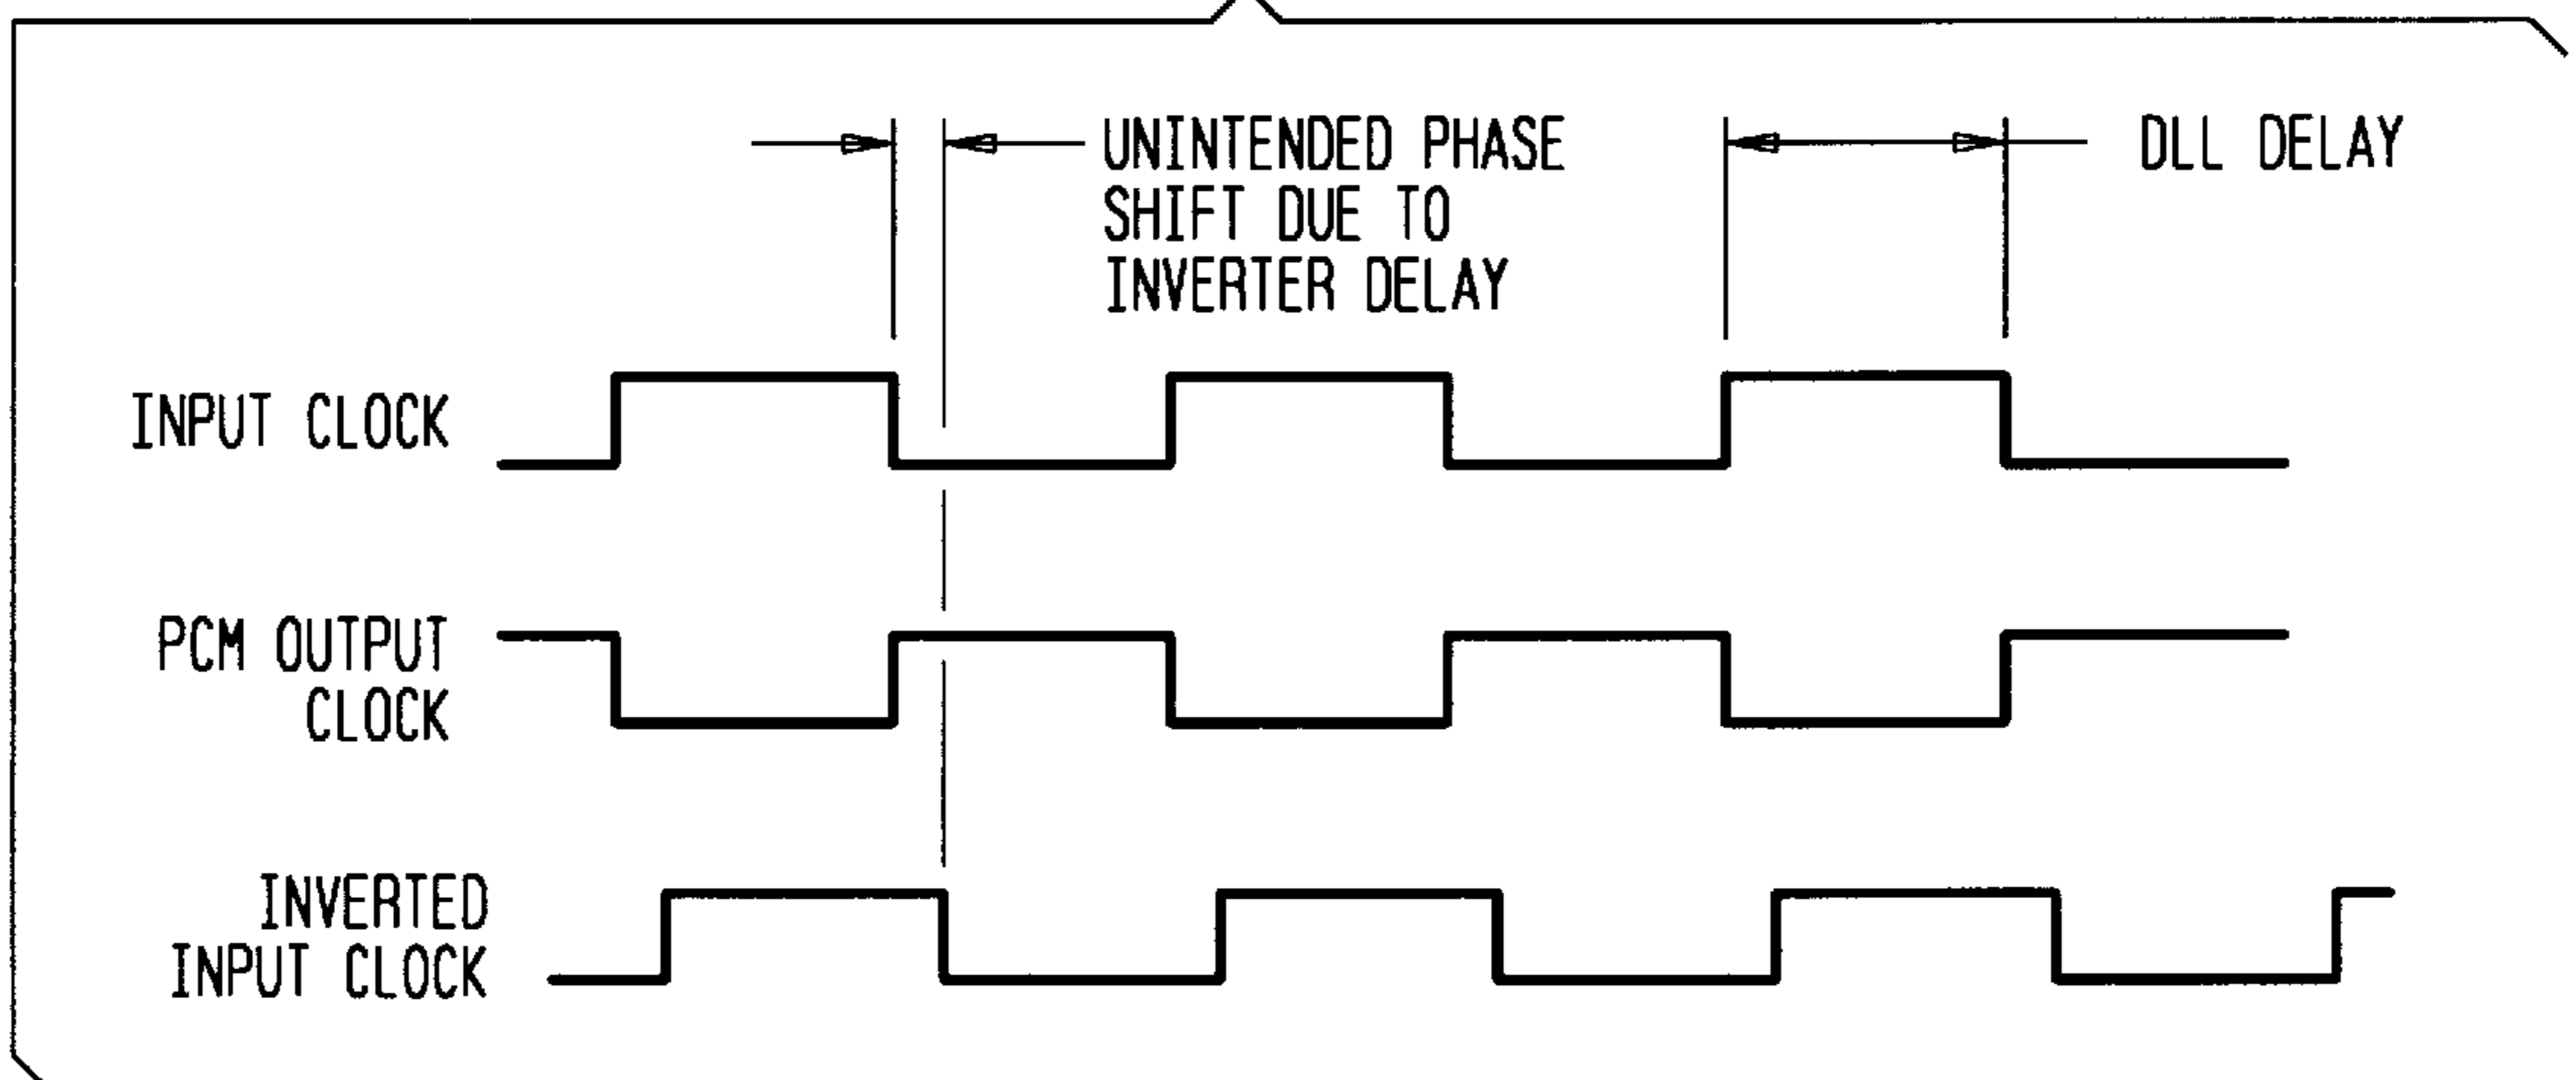 UNINTENDED PHASE
SHIFT DUE TO
INVERTER DELAY
DLL DELAY
INPUT CLOCK
PCM OUTPUT
CLOCK
INVERTED
INPUT CLOCK